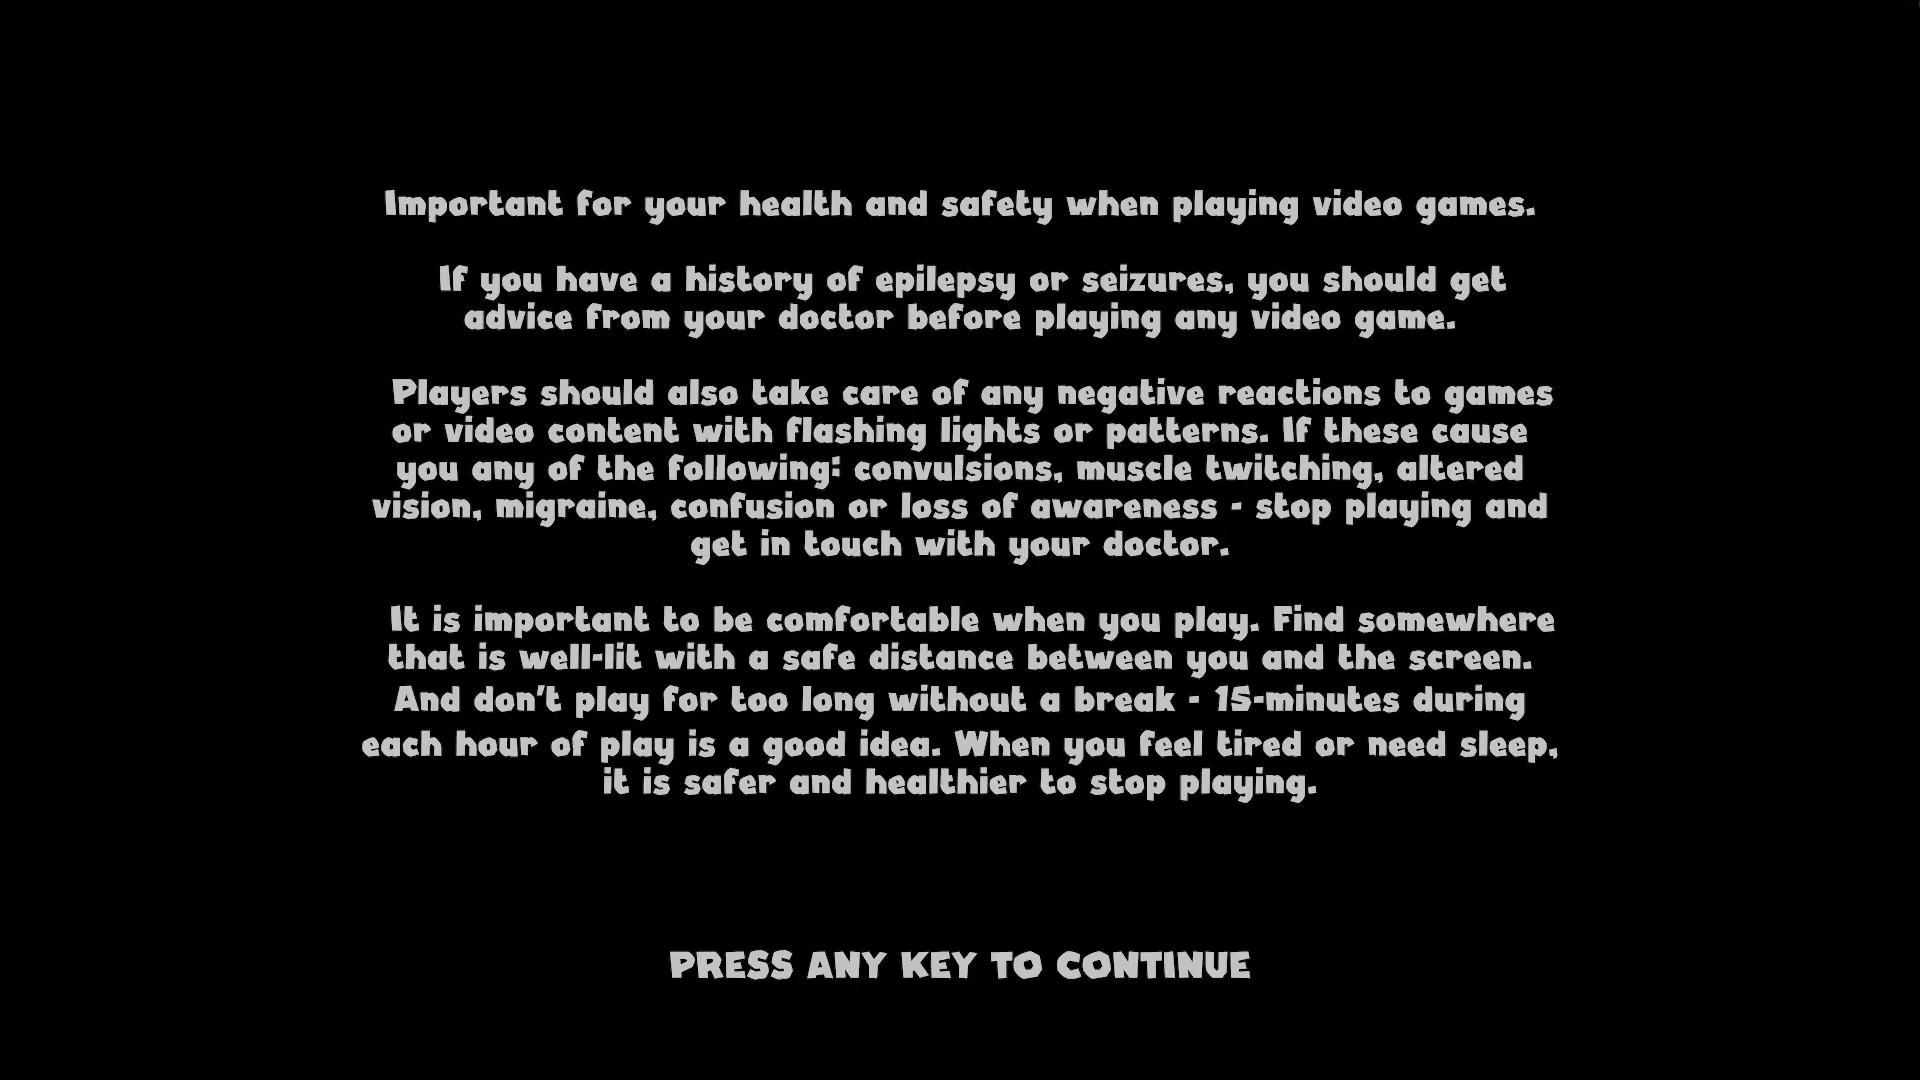 Important for your health and safety when playing video games.
If you have a history of epilepsy or seizures, you should get
advice from your doctor before playing any video game.
Players should also take care of any negative reactions to games
or video content with flashing lights or patterns. If these cause
you any of the following: convulsions, muscle twitching, altered
vision, migraine, confusion or loss of awareness - stop playing and
get in touch with your doctor.
It is important to be comfortable when you play. Find somewhere
that is well-lit with a safe distance between you and the screen.
And don't play for too long without a break - 15-minutes during
each hour of play is a good idea. When you feel tired or need sleep,
it is safer and healthier to stop playing.
PRESS ANY KEY TO CONTINUE